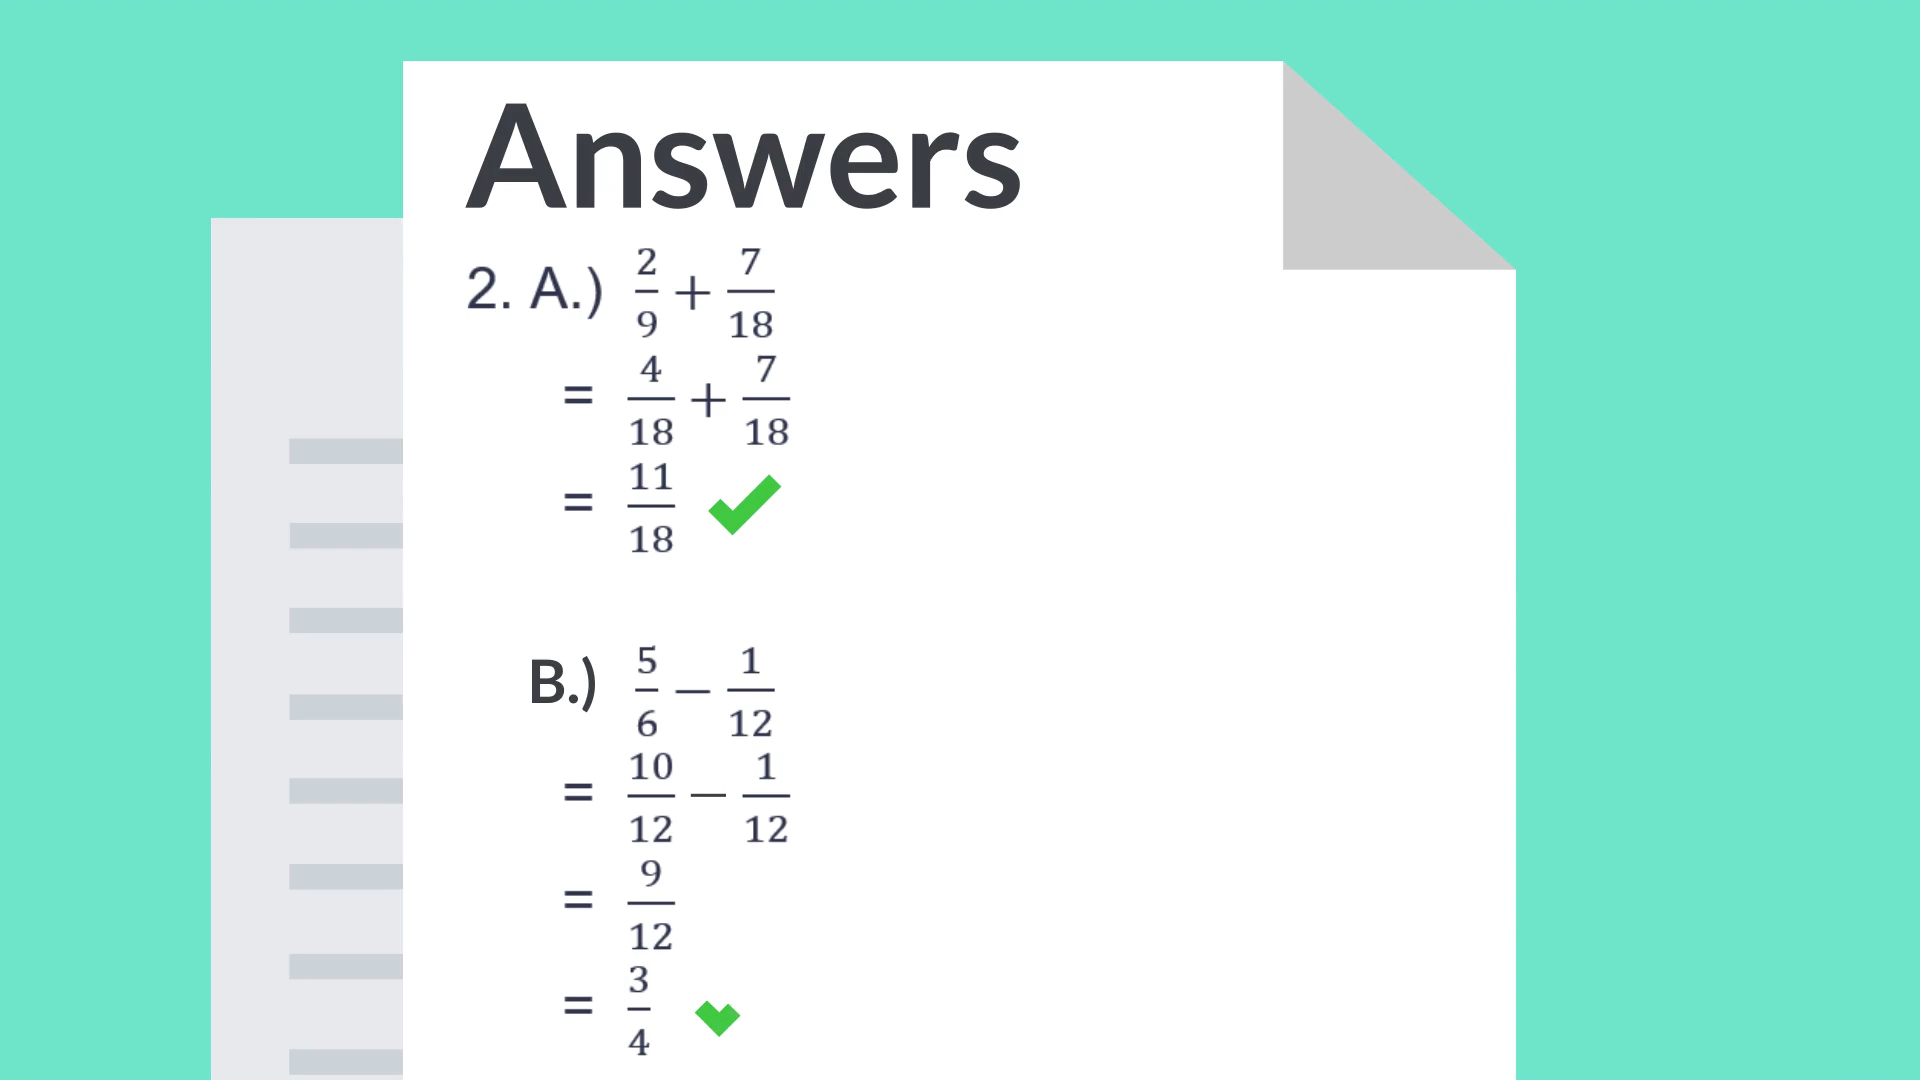 Answers
2. A.) 2/9 + 7/18
= 4/18 + 7/18
= 11/18
B.) 5/6 − 1/12
= 10/12 − 1/12
= 9/12
= 3/4